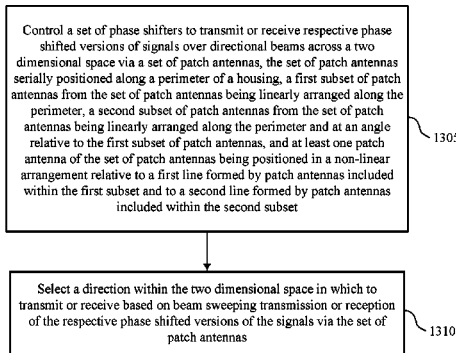 Control a set of phase shifters to transmit or receive respective phase
shifted versions of signals over directional beams across a two
dimensional space via a set of patch antennas, the set of patch antennas
serially positioned along a perimeter of a housing, a first subset of patch
antennas from the set of patch antennas being linearly arranged along the
perimeter, a second subset of patch antennas from the set of patch
antennas being linearly arranged along the perimeter and at an angle
relative to the first subset of patch antennas, and at least one patch
antenna of the set of patch antennas being positioned in a non-linear
arrangement relative to a first line formed by patch antennas included
within the first subset and to a second line formed by patch antennas
included within the second subset
1305
Select a direction within the two dimensional space in which to
transmit or receive based on beam sweeping transmission or reception
of the respective phase shifted versions of the signals via the set of
patch antennas
1310